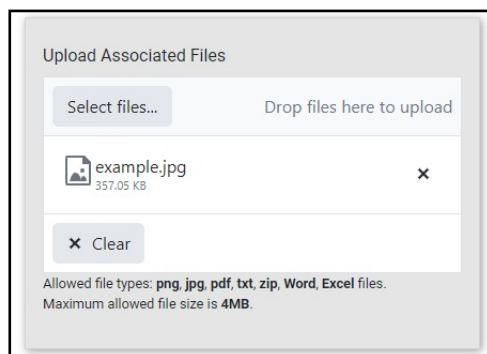 Upload Associated Files
Select files... Drop files here to upload
example.jpg
357.05 KB
Clear
Allowed file types: png, jpg, pdf, txt, zip, Word, Excel files.
Maximum allowed file size is 4MB.